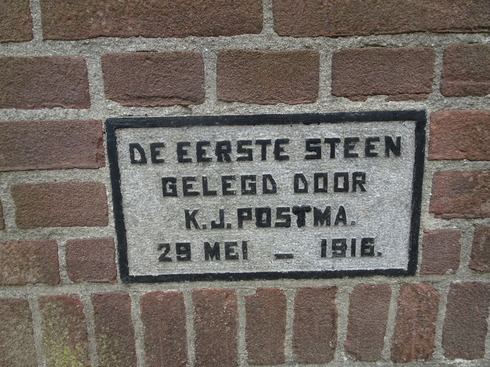 DE EERSTE STEEN
GELEGD DOOR
K.J. POSTMA.
29 MEI – 1916.